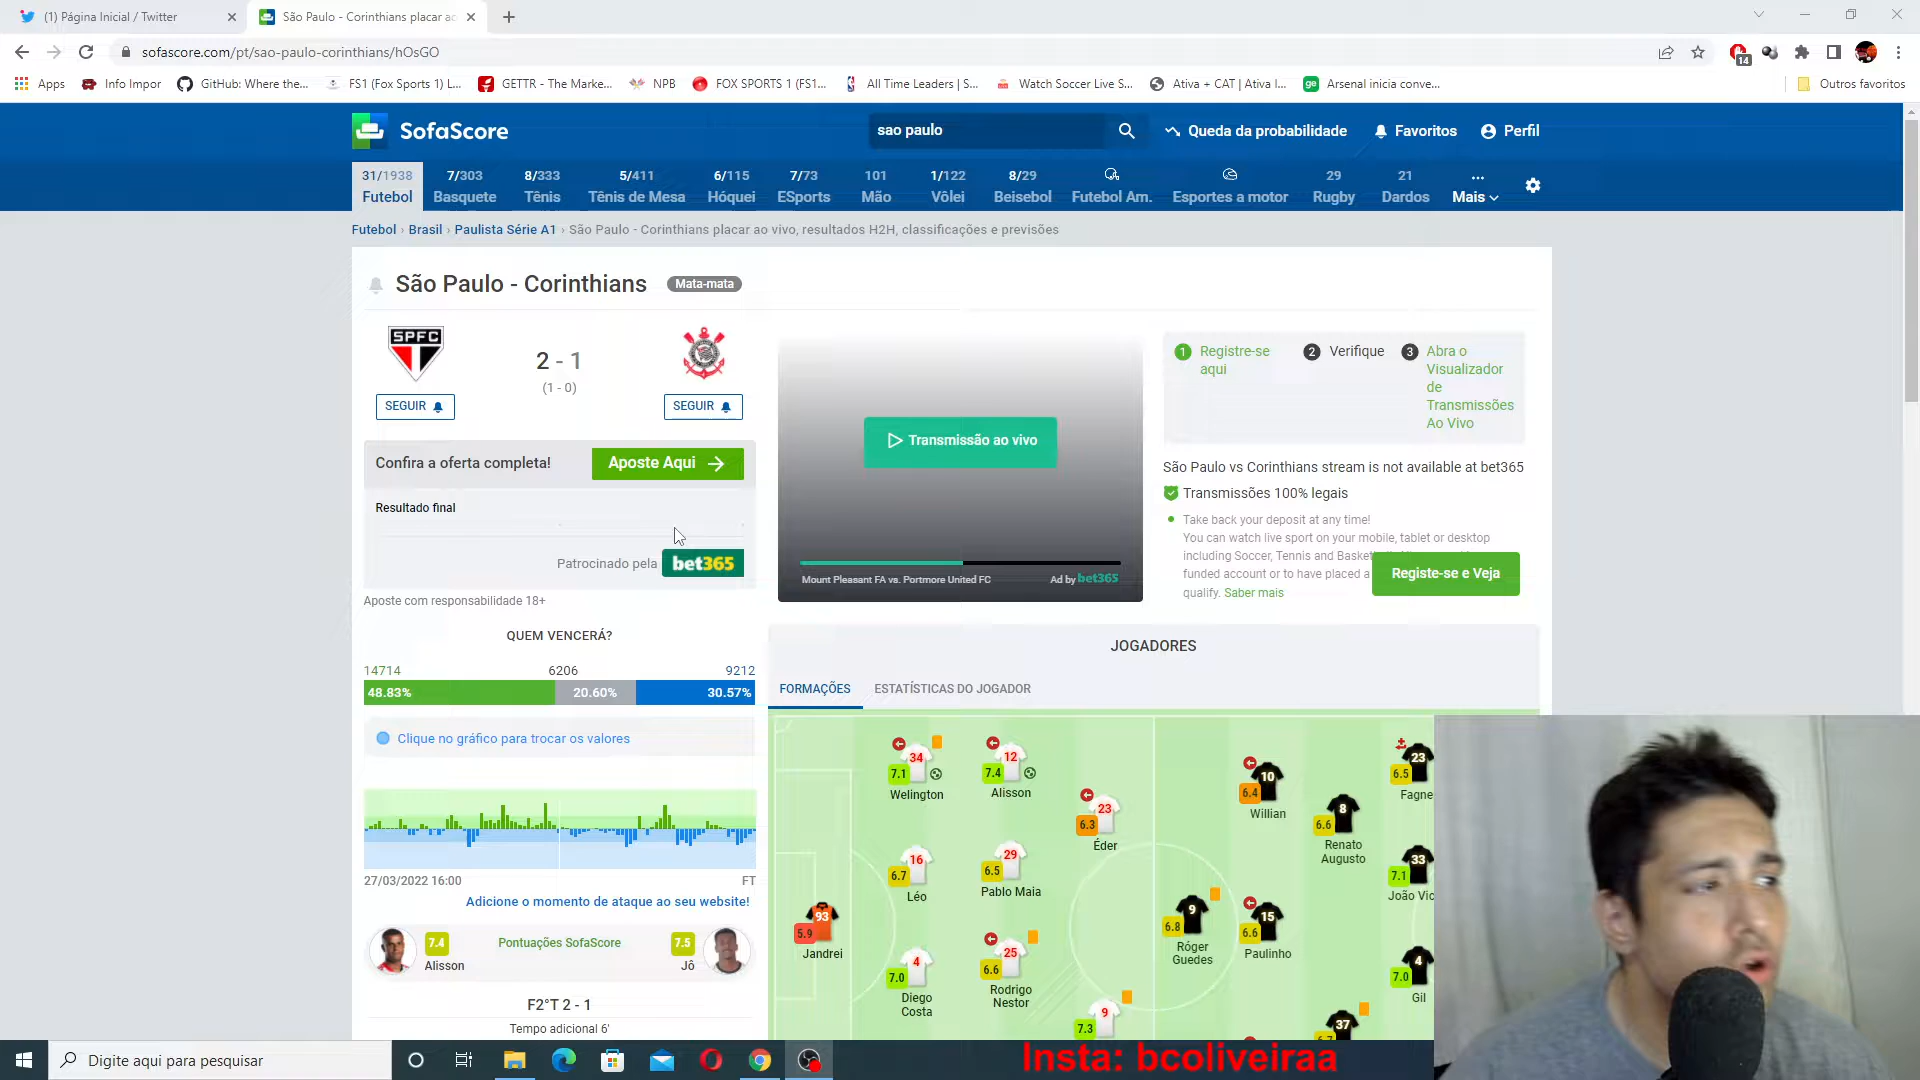 (1) Página Inicial / Twitter
São Paulo - Corinthians placar ao
sofascore.com/pt/sao-paulo-corinthians/hOsGO
14
Apps
Info Impor
GitHub: Where the...
FS1 (Fox Sports 1) L...
GETTR - The Marke...
NPB
FOX SPORTS 1 (FS1...
All Time Leaders | S...
Watch Soccer Live S...
Ativa + CAT | Ativa I...
ge
Arsenal inicia conve...
Outros favoritos
SofaScore
sao paulo
Queda da probabilidade
Favoritos
Perfil
31/1938
7/303
8/333
5/411
6/115
7/73
101
1/122
8/29
29
21
...
Futebol
Basquete
Tênis
Tênis de Mesa
Hóquei
ESports
Mão
Vôlei
Beisebol
Futebol Am.
Esportes a motor
Rugby
Dardos
Mais
Futebol › Brasil › Paulista Série A1 › São Paulo - Corinthians placar ao vivo, resultados H2H, classificações e previsões
São Paulo - Corinthians
Mata-mata
SPFC
2 - 1
(1 - 0)
SEGUIR
SEGUIR
Confira a oferta completa!
Aposte Aqui
Resultado final
Patrocinado pela
bet365
Aposte com responsabilidade 18+
QUEM VENCERÁ?
14714
6206
9212
48.83%
20.60%
30.57%
Clique no gráfico para trocar os valores
27/03/2022 16:00
FT
Adicione o momento de ataque ao seu website!
7.4
Alisson
Pontuações SofaScore
7.5
Jô
F2°T 2 - 1
Tempo adicional 6'
Transmissão ao vivo
Mount Pleasant FA vs. Portmore United FC
Ad by bet365
1
Registre-se
aqui
2
Verifique
3
Abra o
Visualizador
de
Transmissões
Ao Vivo
São Paulo vs Corinthians stream is not available at bet365
Transmissões 100% legais
Take back your deposit at any time!
You can watch live sport on your mobile, tablet or desktop
including Soccer, Tennis and
funded account or to have placed a
qualify. Saber mais
Registe-se e Veja
JOGADORES
FORMAÇÕES
ESTATÍSTICAS DO JOGADOR
34
7.1
Welington
12
7.4
Alisson
23
6.3
Éder
10
6.4
Willian
8
6.6
Renato
Augusto
23
6.5
Fagne
16
6.7
Léo
29
6.5
Pablo Maia
33
7.1
João Vic
93
5.9
Jandrei
9
6.8
Róger
Guedes
15
6.6
Paulinho
4
7.0
Diego
Costa
25
6.6
Rodrigo
Nestor
4
7.0
Gil
9
7.3
37
Digite aqui para pesquisar
Insta: bcoliveiraa